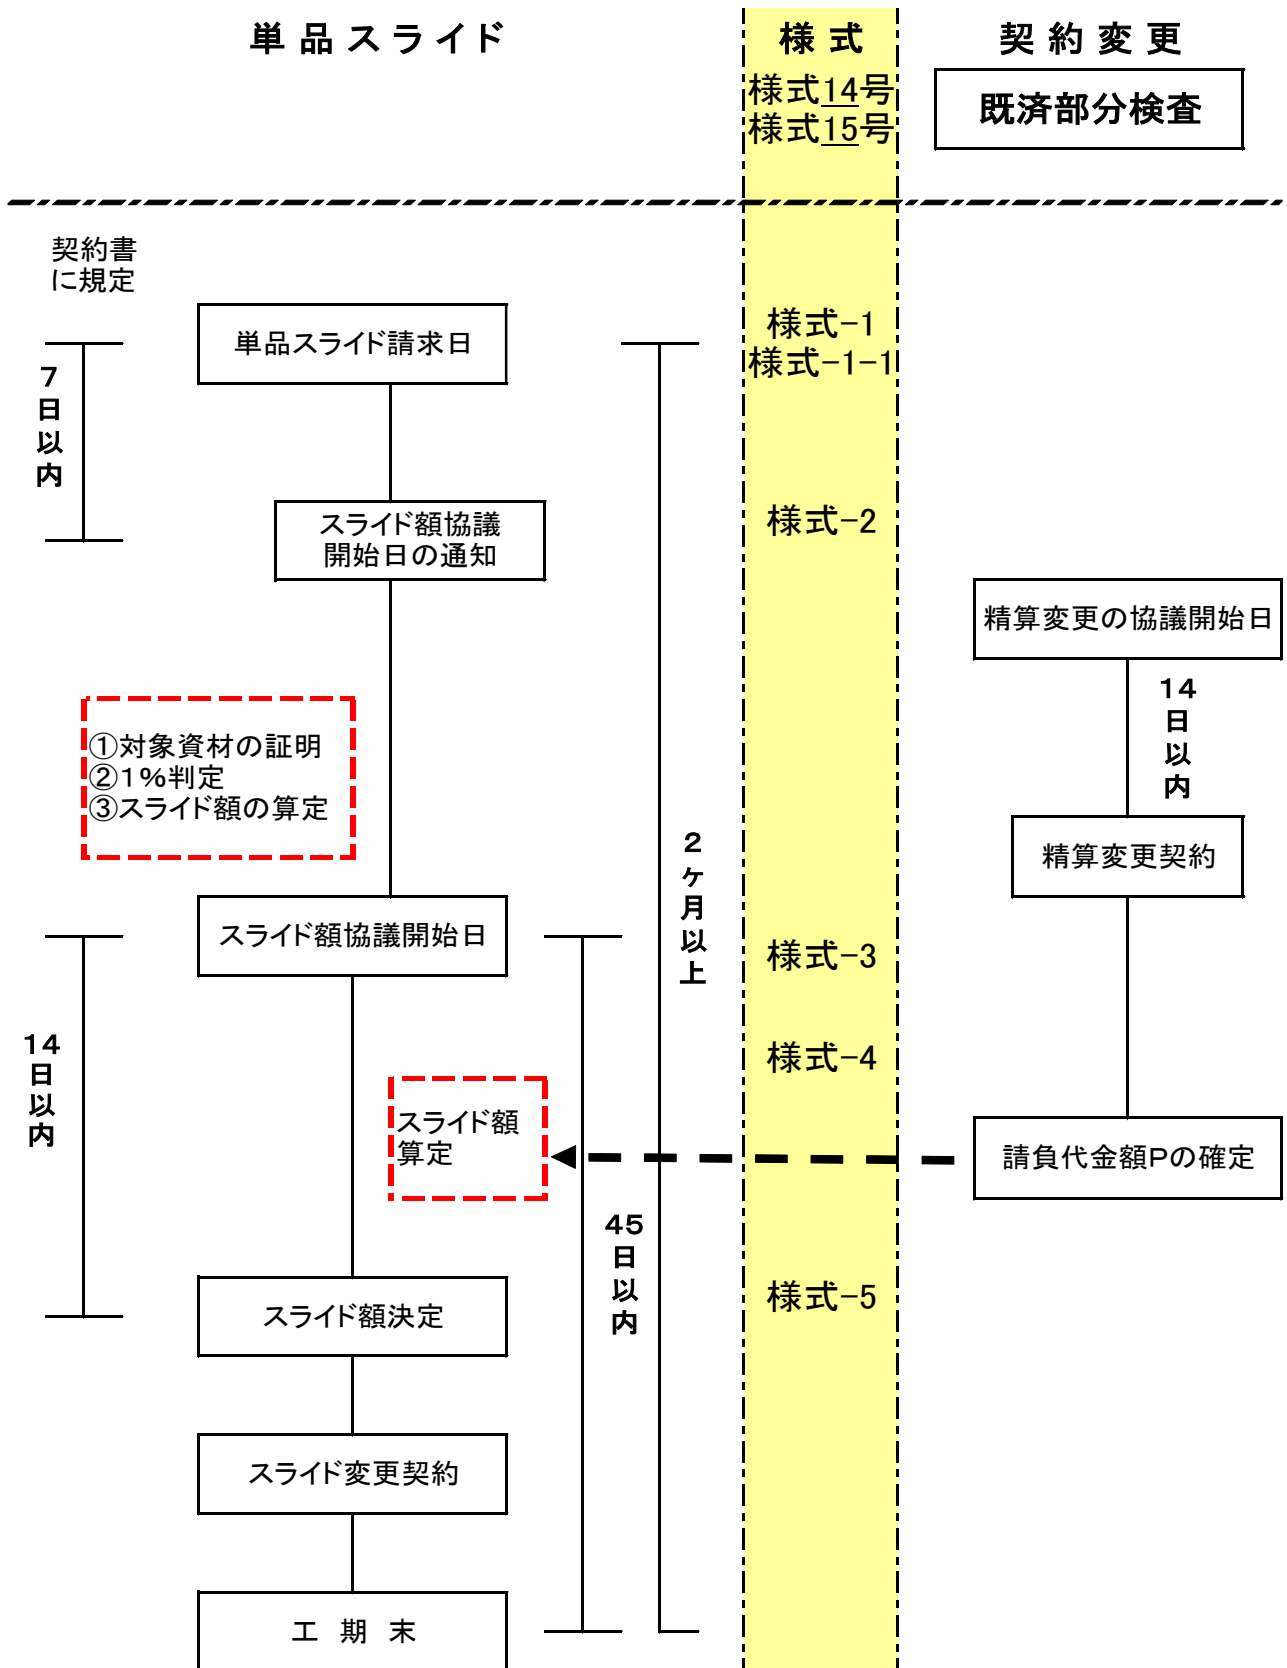 単品スライド
様式
契約変更
様式14号
様式15号
既済部分検査
契約書
に規定
単品スライド請求日
様式-1
様式-1-1
7日以内
スライド額協議
開始日の通知
様式-2
精算変更の協議開始日
14日以内
①対象資材の証明
②1%判定
③スライド額の算定
精算変更契約
2ヶ月以上
スライド額協議開始日
様式-3
14日以内
様式-4
スライド額
算定
請負代金額Pの確定
45日以内
スライド額決定
様式-5
スライド変更契約
工期末